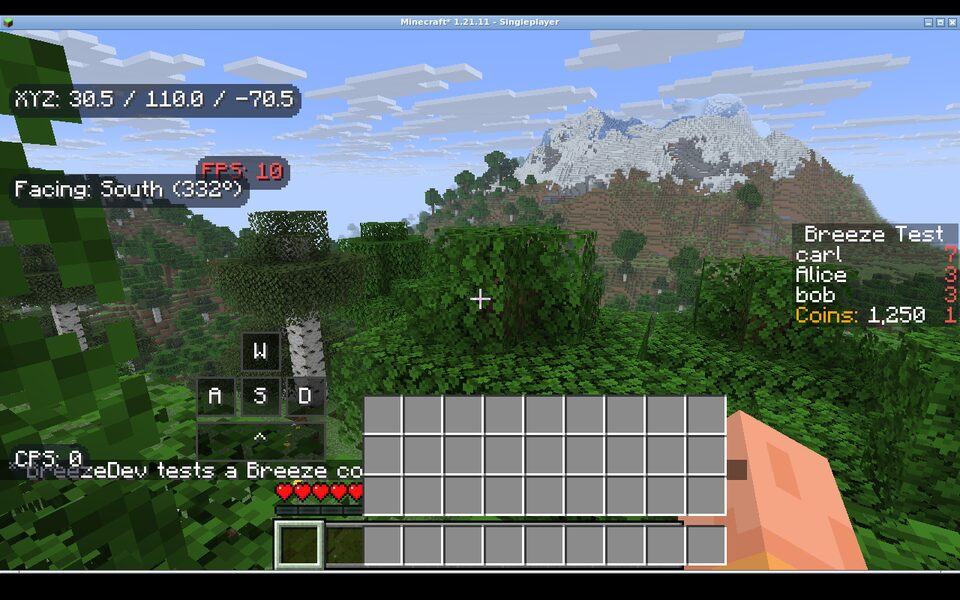 Minecraft* 1.21.11 - Singleplayer
XYZ: 30.5 / 110.0 / -70.5
FPS: 10
Facing: South (332°)
Breeze Test
carl 7
Alice 3
bob 3
Coins: 1,250 1
W
A S D
^
CPS: 0
BreezeDev tests a Breeze co